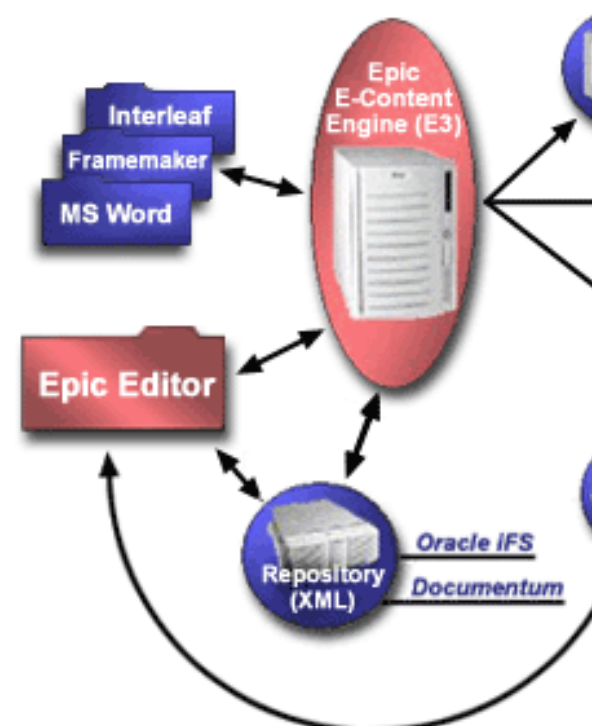 Epic
E-Content
Engine (E3)
Interleaf
Framemaker
MS Word
Epic Editor
Repository
(XML)
Oracle iFS
Documentum